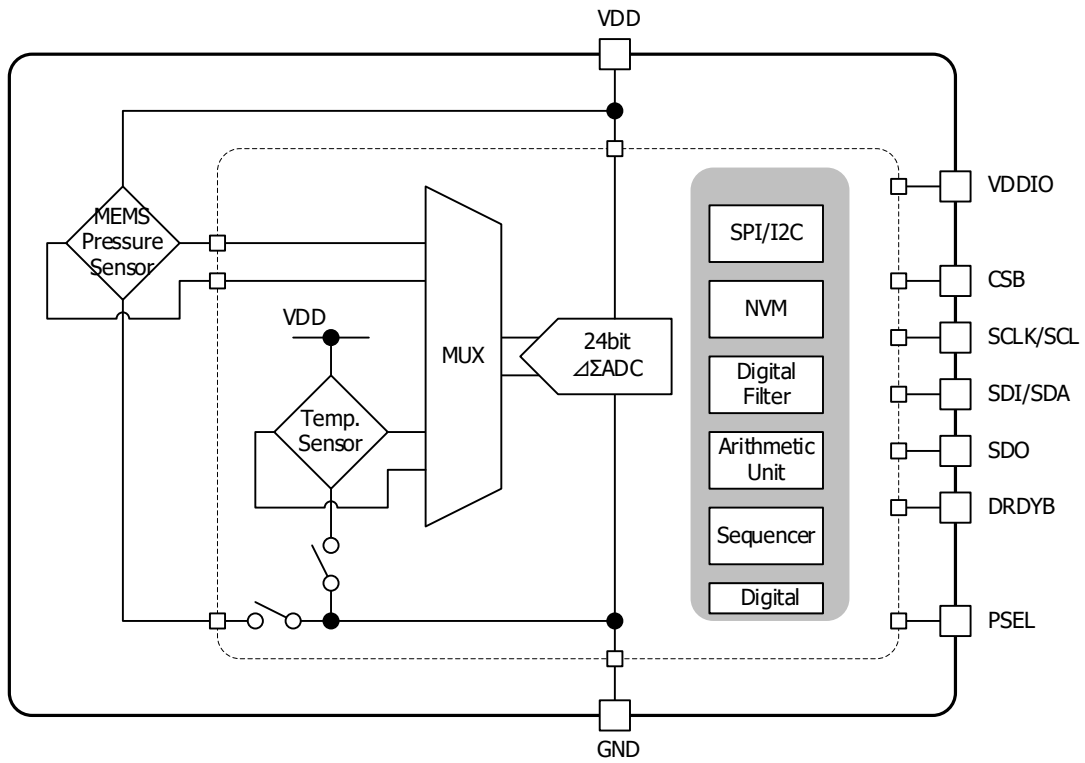 VDD
MEMS
Pressure
Sensor
VDD
Temp.
Sensor
MUX
24bit
⊿ΣADC
SPI/I2C
NVM
Digital
Filter
Arithmetic
Unit
Sequencer
Digital
VDDIO
CSB
SCLK/SCL
SDI/SDA
SDO
DRDYB
PSEL
GND